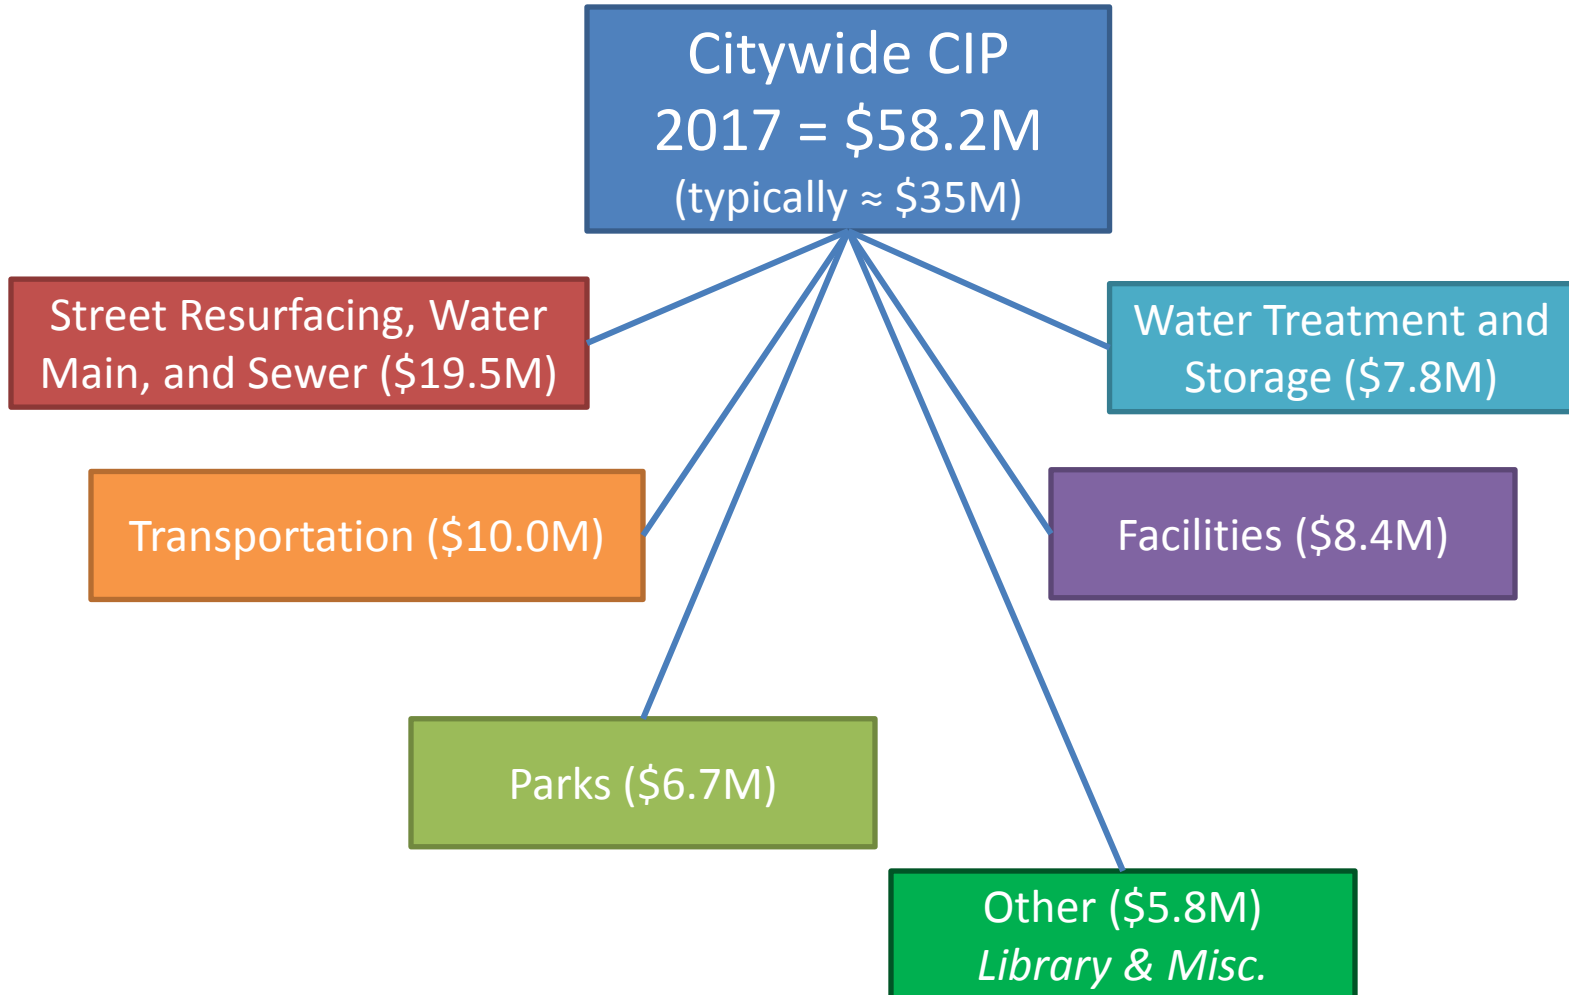 Citywide CIP
2017 = $58.2M
(typically ≈ $35M)
Street Resurfacing, Water
Main, and Sewer ($19.5M)
Water Treatment and
Storage ($7.8M)
Transportation ($10.0M)
Facilities ($8.4M)
Parks ($6.7M)
Other ($5.8M)
Library & Misc.